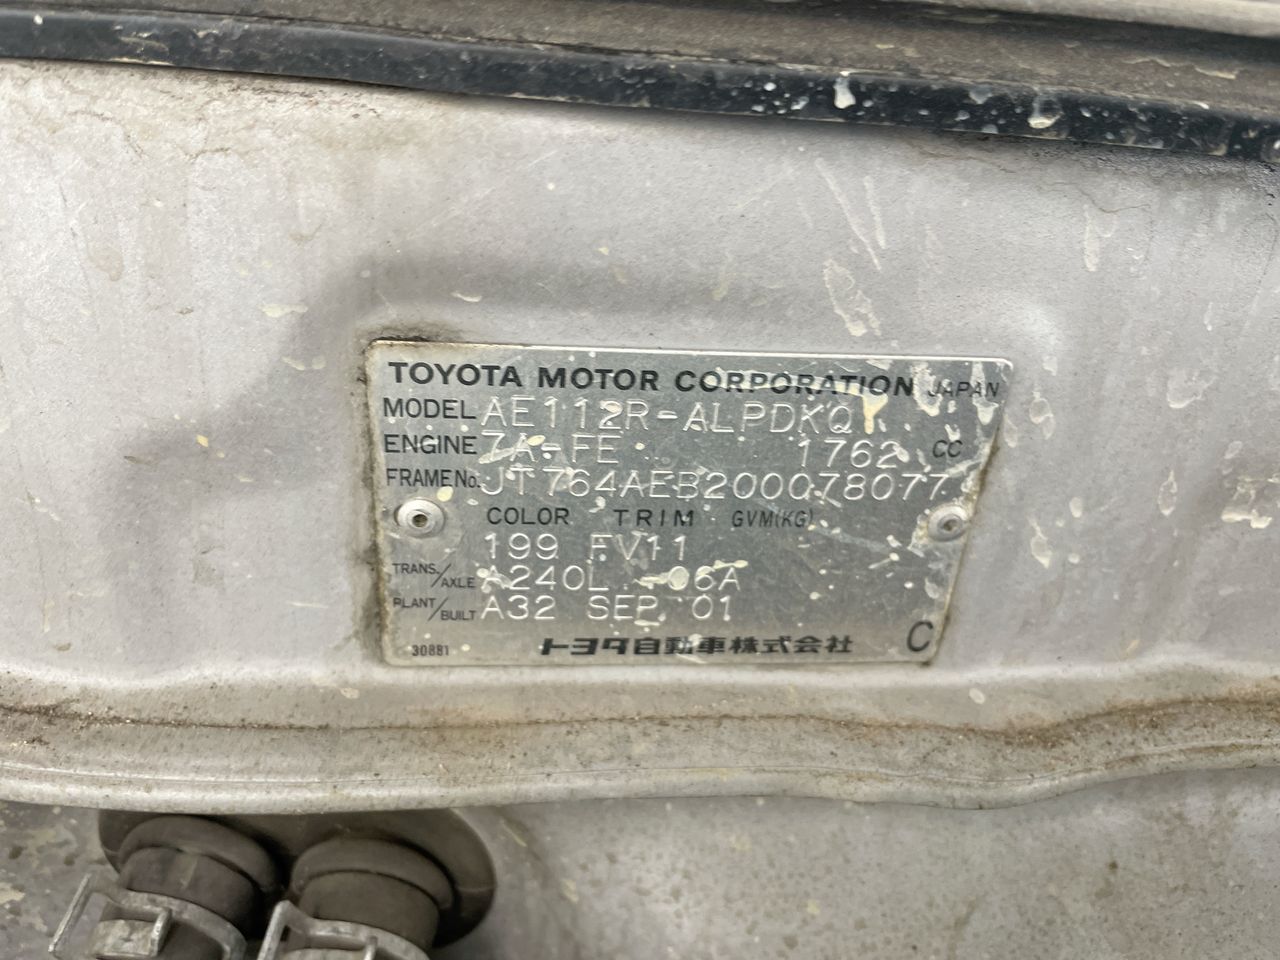 TOYOTA MOTOR CORPORATION JAPAN
MODEL AE112R-ALPDKQ
ENGINE 7A-FE 1762 CC
FRAME No. JT764AEB200078077
COLOR TRIM GVM(KG)
199 FV11
TRANS./AXLE A240L -06A
PLANT/BUILT A32 SEP. 01
30881 トヨタ自動車株式会社 C